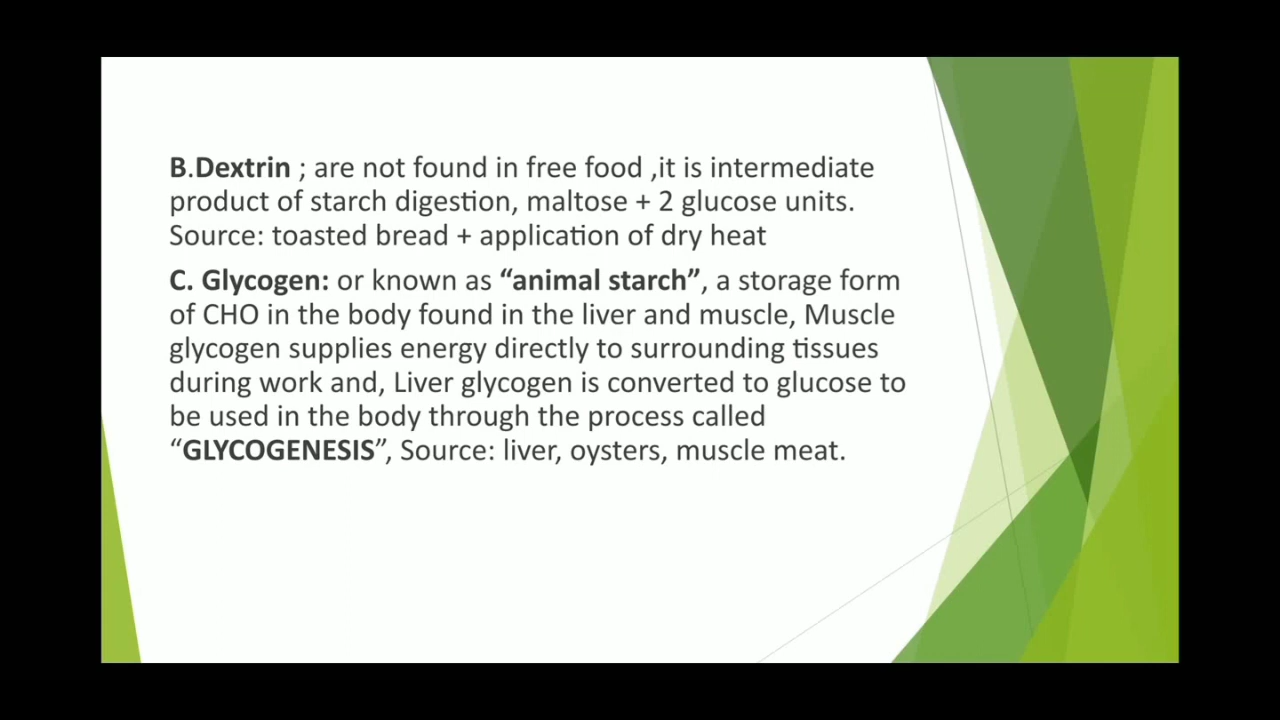 B.Dextrin ; are not found in free food ,it is intermediate
product of starch digestion, maltose + 2 glucose units.
Source: toasted bread + application of dry heat
C. Glycogen: or known as “animal starch”, a storage form
of CHO in the body found in the liver and muscle, Muscle
glycogen supplies energy directly to surrounding tissues
during work and, Liver glycogen is converted to glucose to
be used in the body through the process called
“GLYCOGENESIS”, Source: liver, oysters, muscle meat.